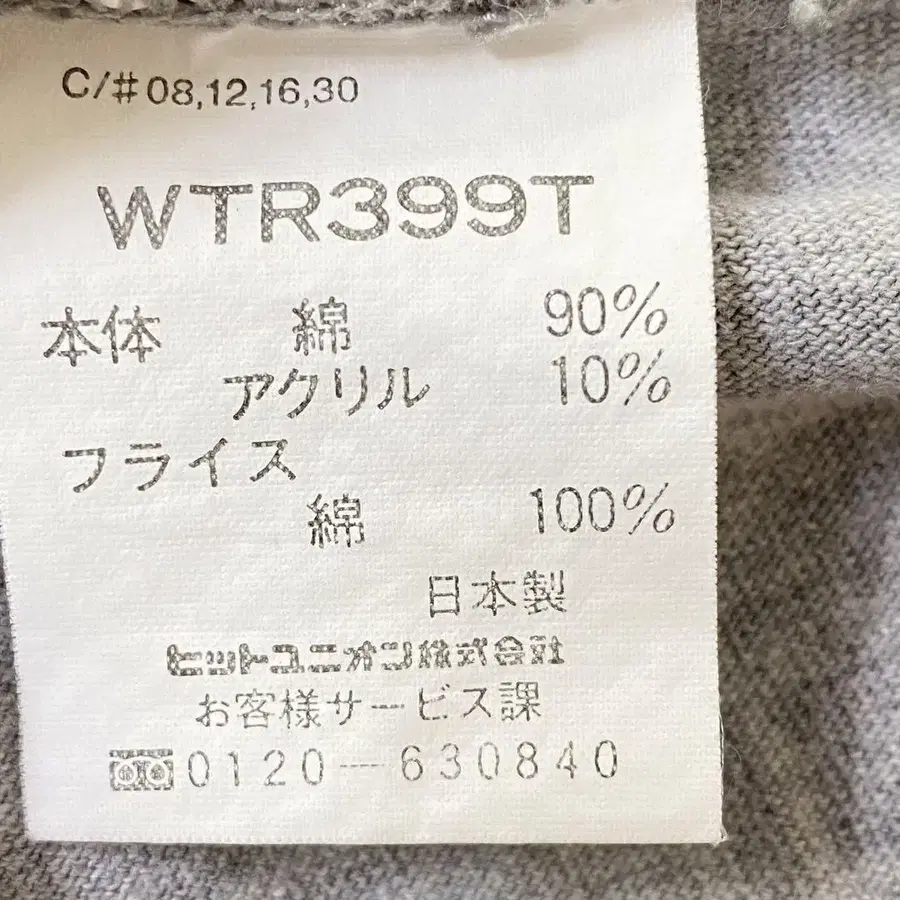 C/#08,12,16,30
WTR399T
本体 綿 90%
アクリル 10%
フライス
綿 100%
日本製
ヒットユニオン株式会社
お客様サービス課
0120-630840